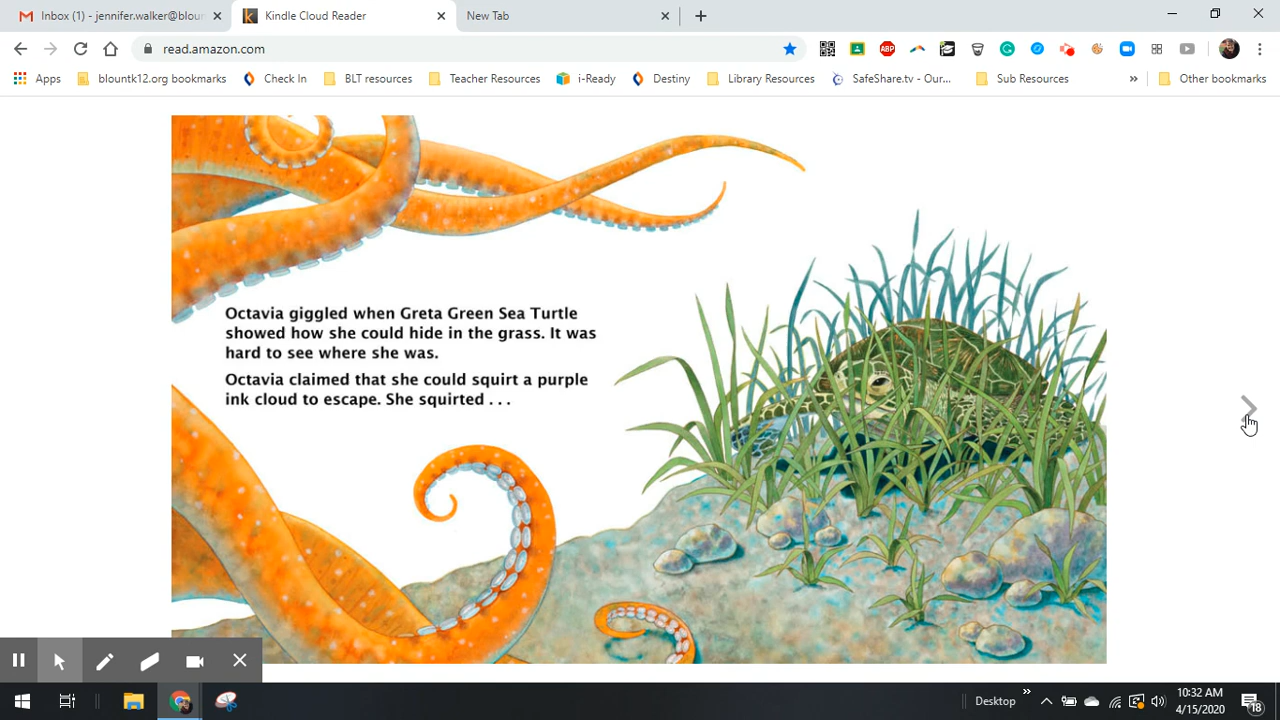 Inbox (1) - jennifer.walker@blour
Kindle Cloud Reader
New Tab
read.amazon.com
ABP
Apps
blountk12.org bookmarks
Check In
BLT resources
Teacher Resources
i-Ready
Destiny
Library Resources
SafeShare.tv - Our...
Sub Resources
»
Other bookmarks
Octavia giggled when Greta Green Sea Turtle
showed how she could hide in the grass. It was
hard to see where she was.
Octavia claimed that she could squirt a purple
ink cloud to escape. She squirted . . .
Desktop
»
10:32 AM
4/15/2020
18